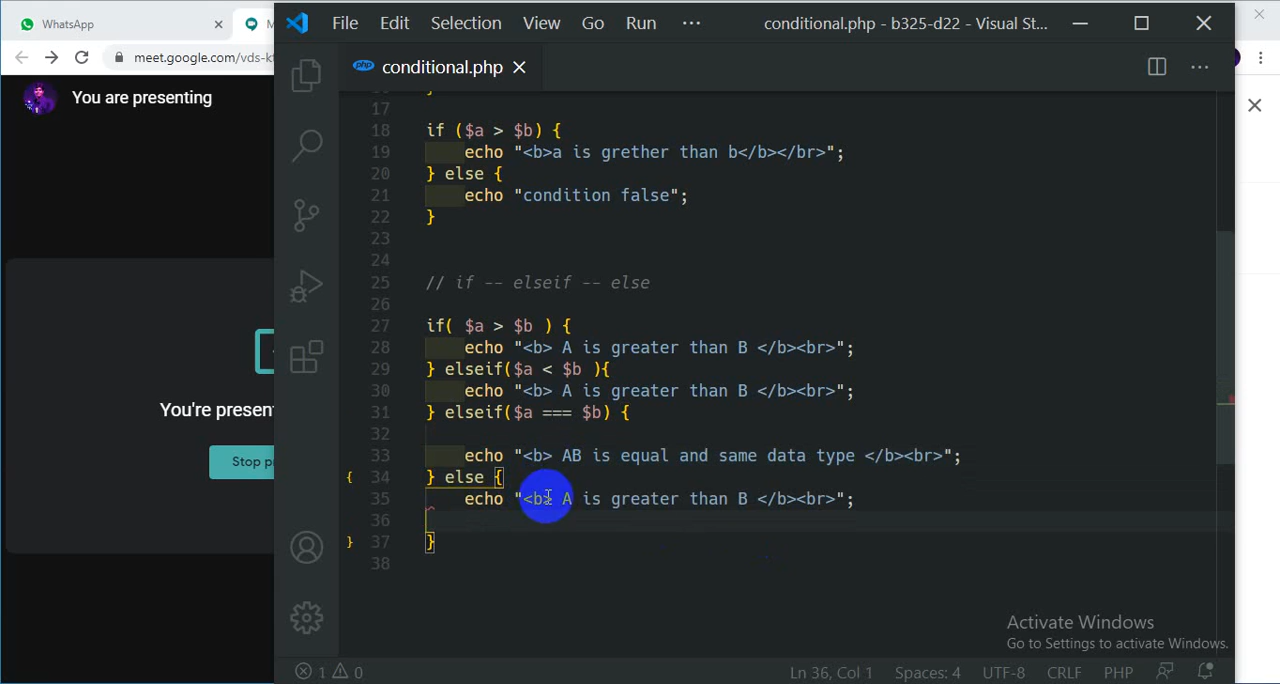 WhatsApp
M
File Edit Selection View Go Run ··· conditional.php - b325-d22 - Visual St...
meet.google.com/vds-k
You are presenting
php conditional.php
17
18 if ($a > $b) {
19 echo "<b>a is grether than b</b></br>";
20 } else {
21 echo "condition false";
22 }
23
24
25 // if -- elseif -- else
26
27 if( $a > $b ) {
28 echo "<b> A is greater than B </b><br>";
29 } elseif($a < $b ){
30 echo "<b> A is greater than B </b><br>";
31 } elseif($a === $b) {
32
33 echo "<b> AB is equal and same data type </b><br>";
{ 34 } else {
35 echo "<b> A is greater than B </b><br>";
36
} 37 }
38
You're presen
Stop p
Activate Windows
Go to Settings to activate Windows.
1 0 Ln 36, Col 1 Spaces: 4 UTF-8 CRLF PHP